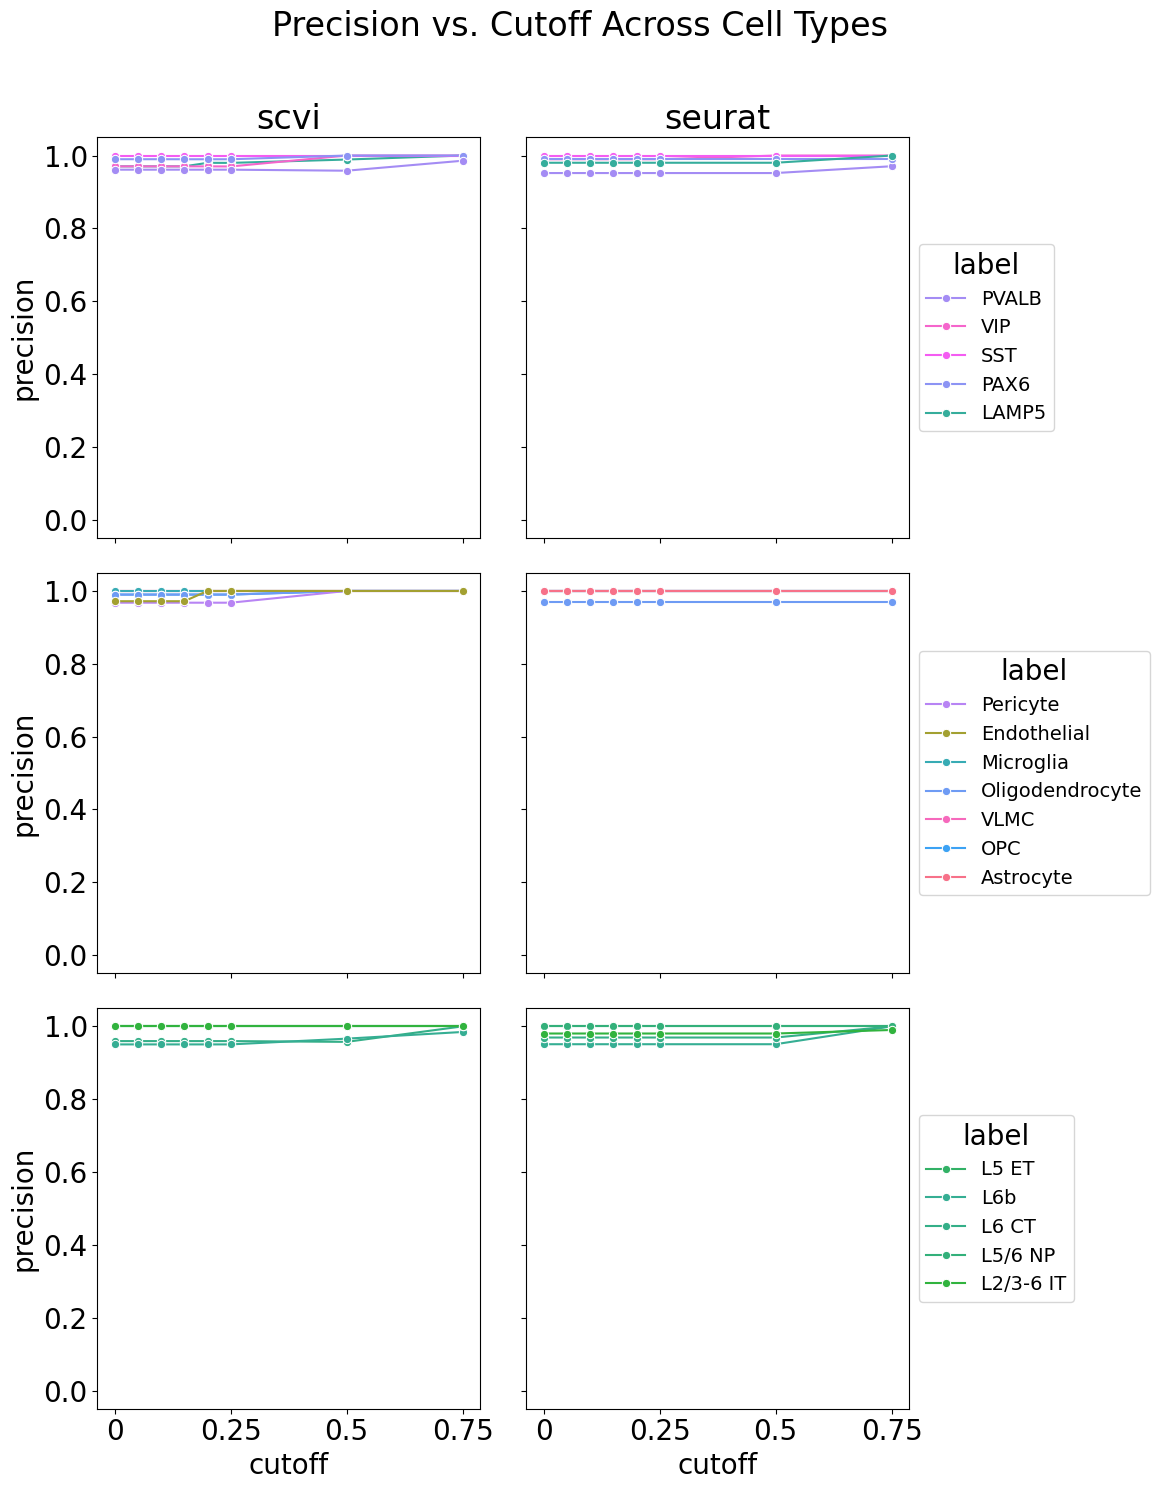 Precision vs. Cutoff Across Cell Types
scvi
seurat
1.0
0.8
0.6
0.4
0.2
0.0
precision
label
PVALB
VIP
SST
PAX6
LAMP5
1.0
0.8
0.6
0.4
0.2
0.0
precision
label
Pericyte
Endothelial
Microglia
Oligodendrocyte
VLMC
OPC
Astrocyte
1.0
0.8
0.6
0.4
0.2
0.0
precision
label
L5 ET
L6b
L6 CT
L5/6 NP
L2/3-6 IT
0 0.25 0.5 0.75
cutoff
0 0.25 0.5 0.75
cutoff